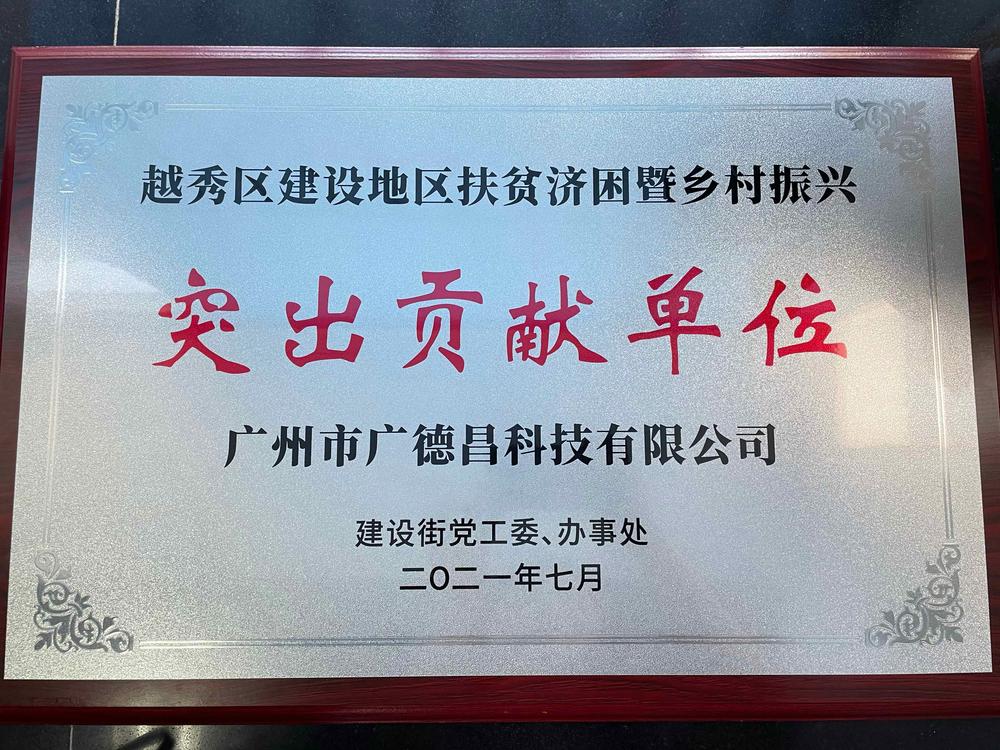 越秀区建设地区扶贫济困暨乡村振兴
突出贡献单位
广州市广德昌科技有限公司
建设街党工委、办事处
二〇二一年七月